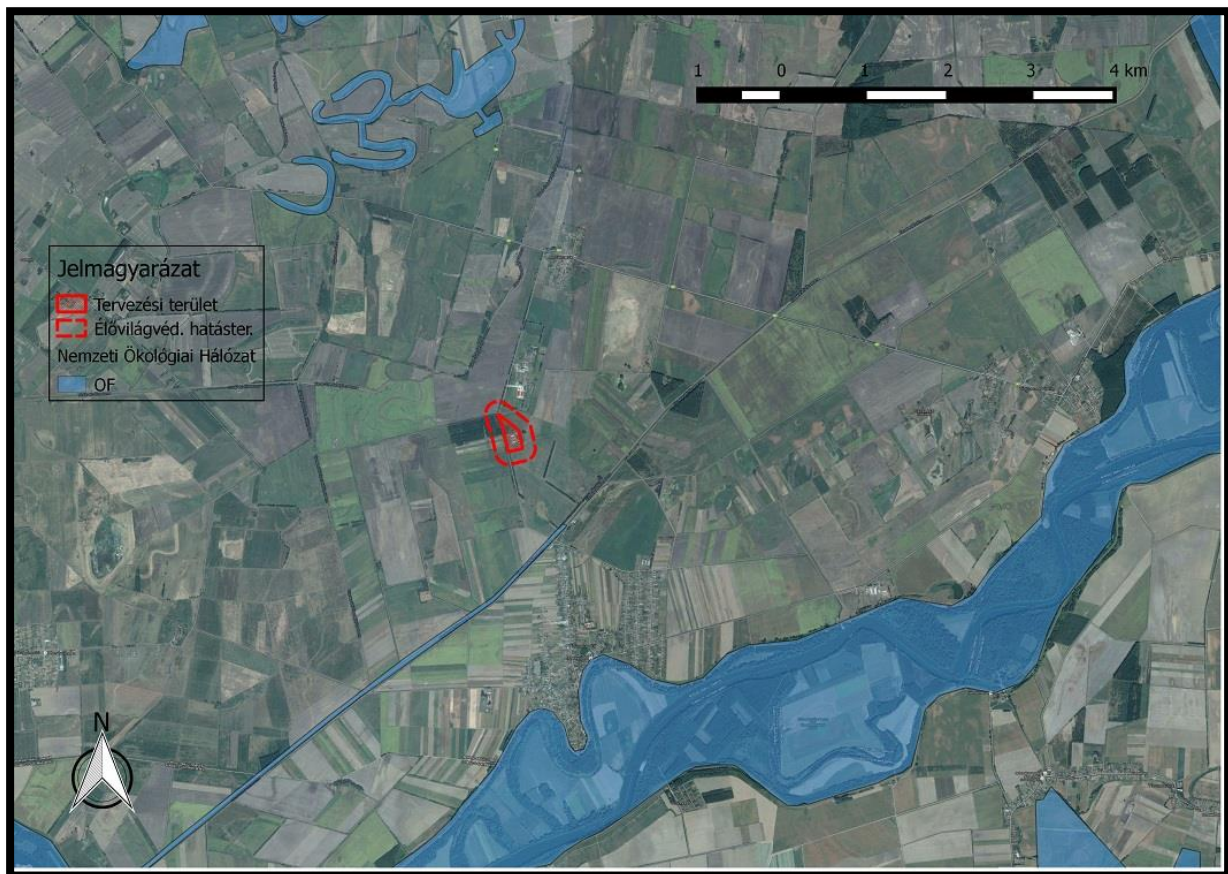 1 0 1 2 3 4 km
Jelmagyarázat
Tervezési terület
Élővilágvéd. hatáster.
Nemzeti Ökológiai Hálózat
OF
N